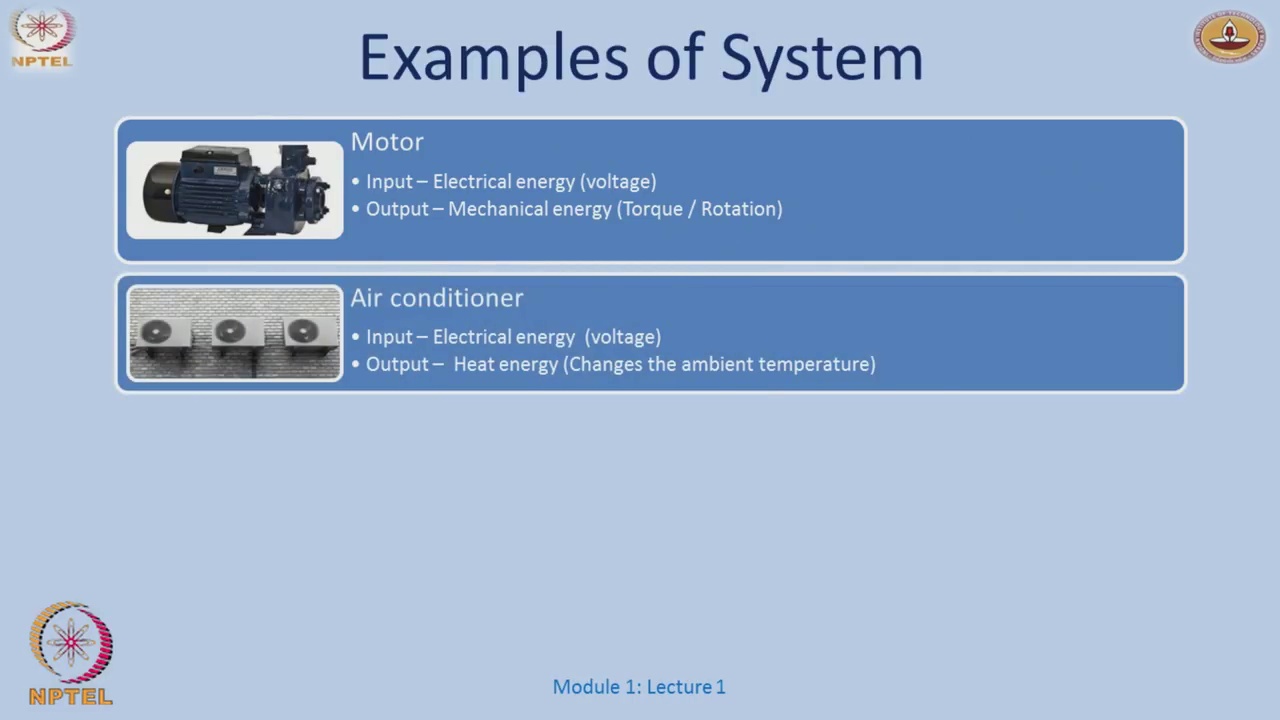 NPTEL
Examples of System
Motor
• Input – Electrical energy (voltage)
• Output – Mechanical energy (Torque / Rotation)
Air conditioner
• Input – Electrical energy (voltage)
• Output – Heat energy (Changes the ambient temperature)
NPTEL
Module 1: Lecture 1